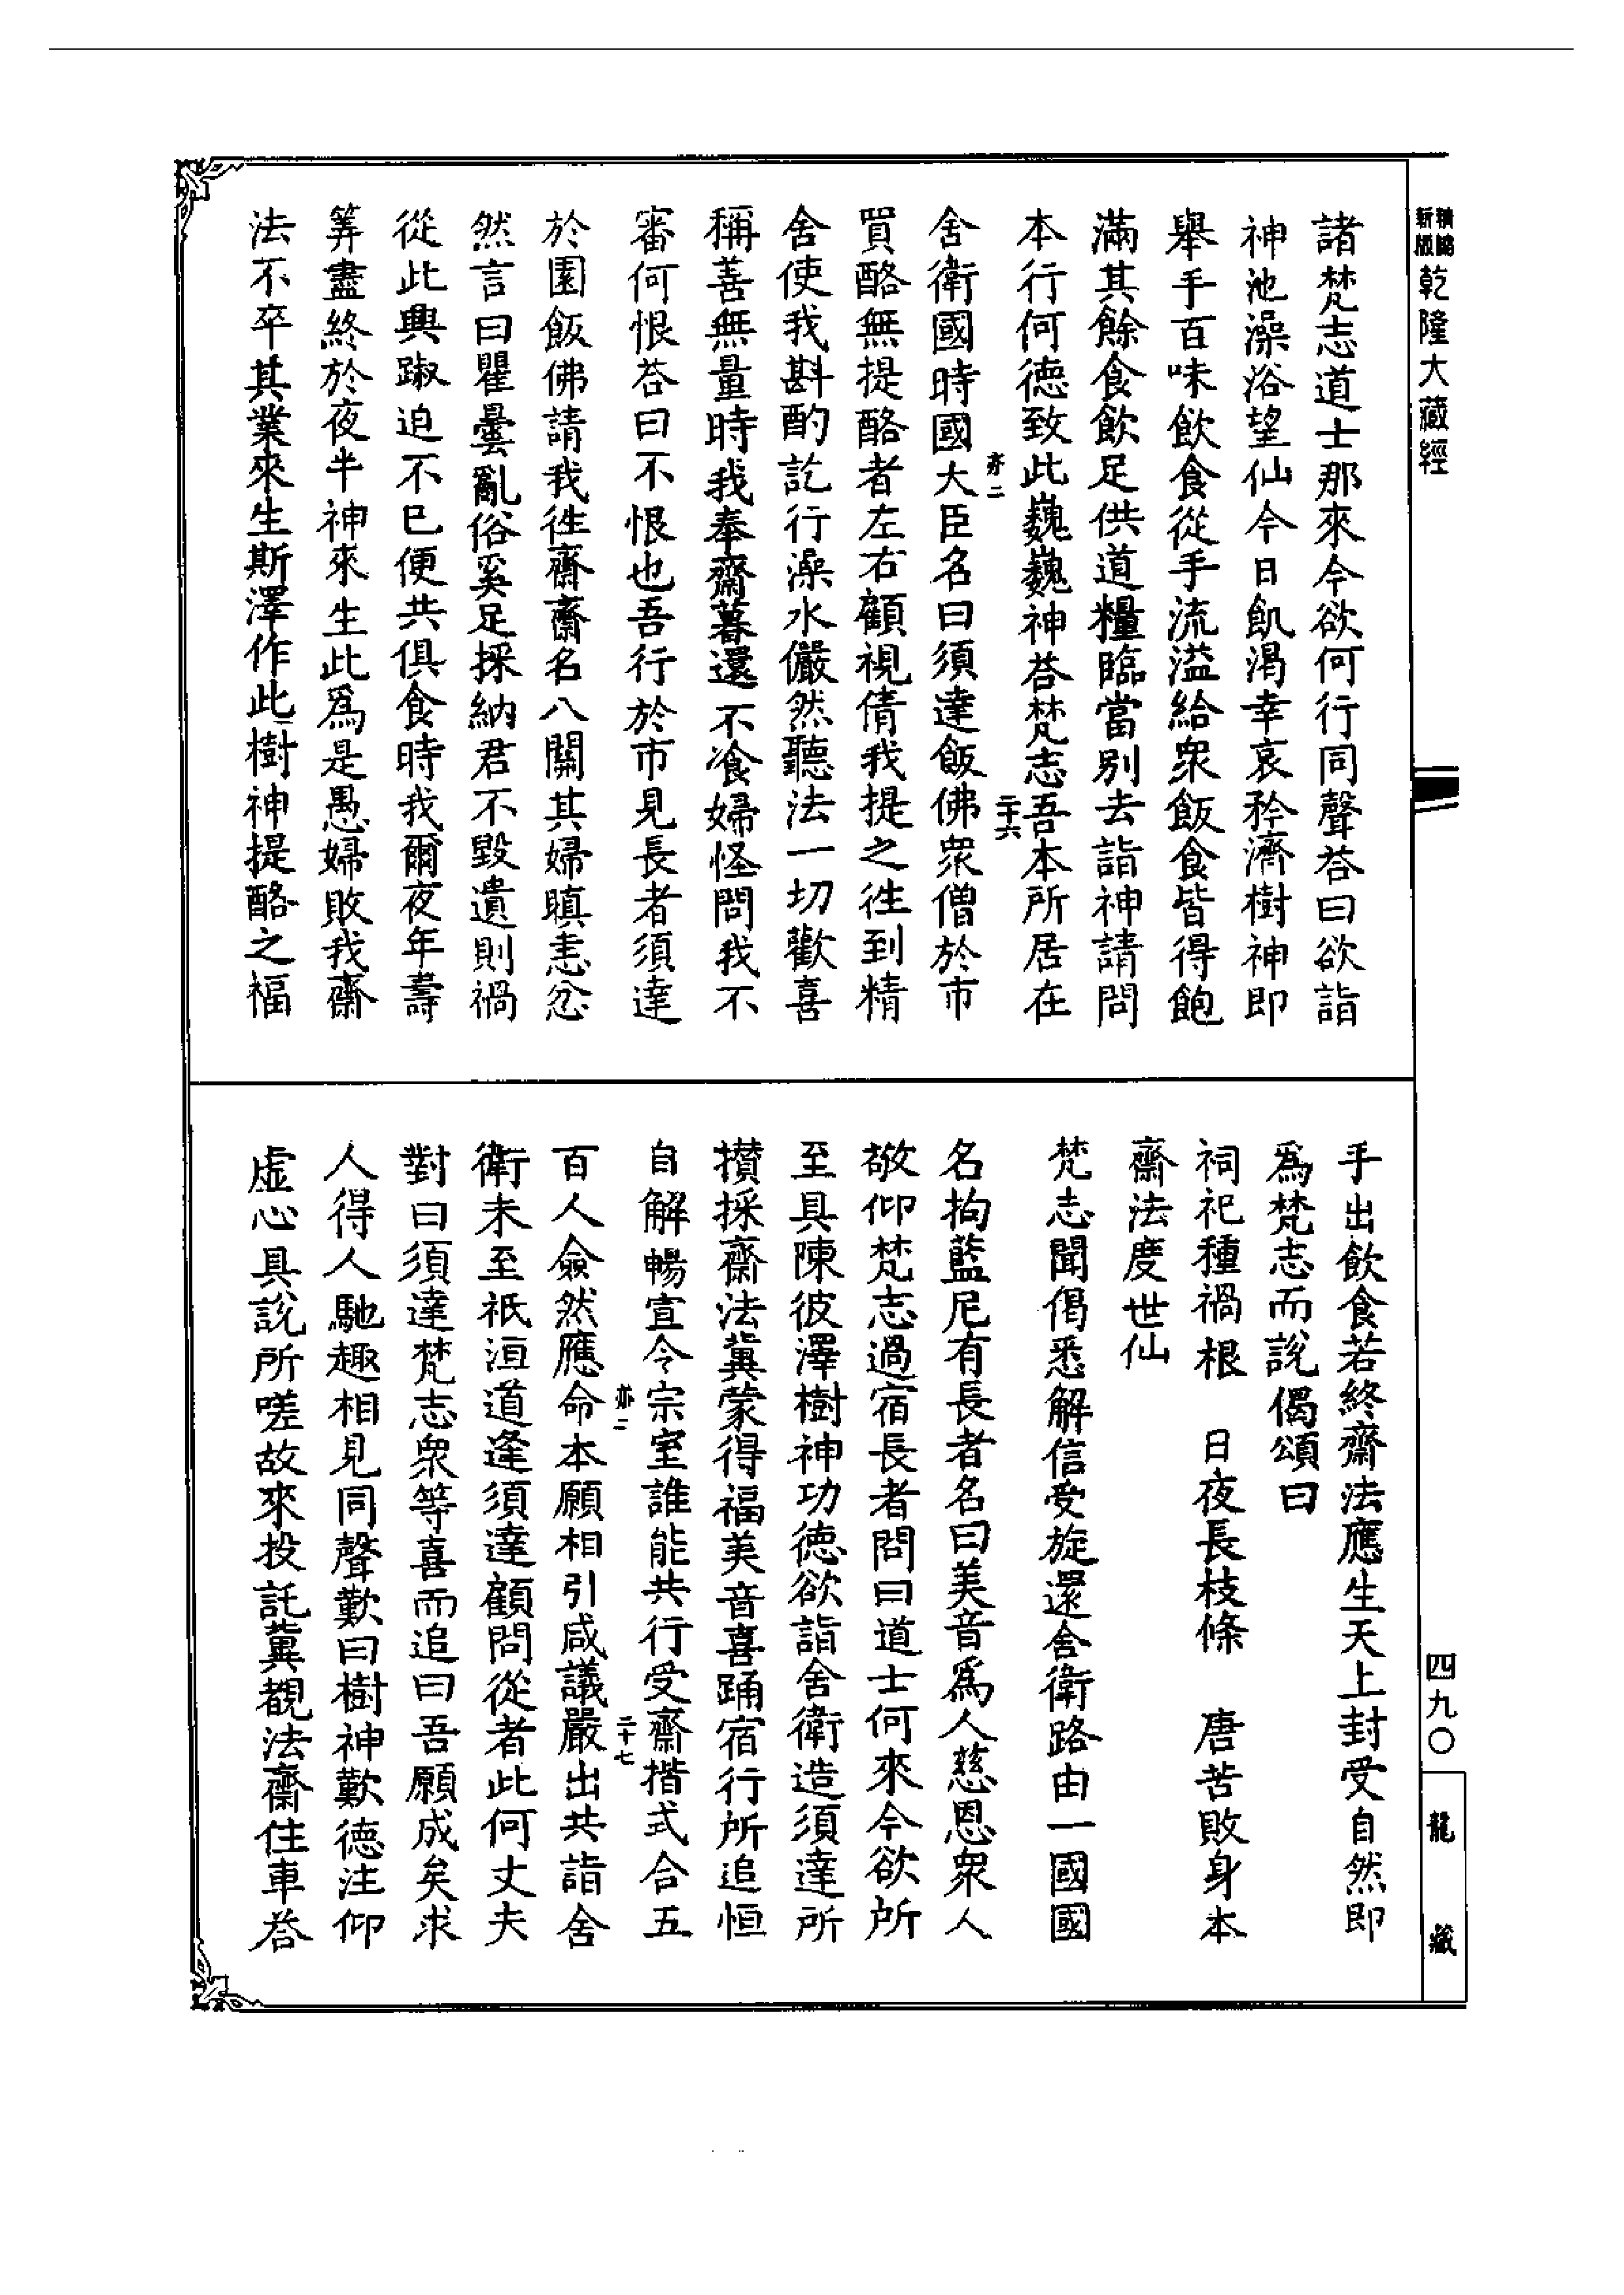 精縮新版
乾隆大藏經
諸梵志道士那來今欲何行同聲荅曰欲詣
神池澡浴望仙今日飢渴幸哀矜濟樹神即
舉手百味飲食從手流溢給衆飯食皆得飽
滿其餘食飲足供道糧臨當别去詣神請問
本行何德致此巍巍神荅梵志吾本所居在
亦二
二十六
舍衛國時國大臣名曰須達飯佛衆僧於市
買酪無提酪者左右顧視倩我提之徃到精
舍使我斟酌訖行澡水儼然聽法一切歡喜
稱善無量時我奉齋暮還不飡婦怪問我不
審何恨荅曰不恨也吾行於市見長者須達
於園飯佛請我徃齋齋名八關其婦瞋恚忿
然言曰瞿曇亂俗奚足採納君不毀遺則禍
從此興踧迫不已便共俱食時我爾夜年壽
筭盡終於夜半神來生此爲是愚婦敗我齋
法不卒其業來生斯澤作此樹神提酪之福
手出飲食若終齋法應生天上封受自然即
爲梵志而說偈頌曰
祠祀種禍根　日夜長枝條　唐苦敗身本
齋法度世仙
梵志聞偈悉解信受旋還舍衛路由一國國
名拘藍尼有長者名曰美音爲人慈恩衆人
敬仰梵志過宿長者問曰道士何來今欲所
至具陳彼澤樹神功德欲詣舍衛造須達所
攢採齋法冀蒙得福美音喜踊宿行所追恒
自解暢宣令宗室誰能共行受齋揩式合五
亦二
二十七
百人僉然應命本願相引咸議嚴出共詣舍
衛未至祇洹道逢須達顧問從者此何丈夫
對曰須達梵志衆等喜而追曰吾願成矣求
人得人馳趣相見同聲歎曰樹神歎德注仰
虛心具說所嗟故來投託冀覩法齋住車荅
四九〇
龍藏